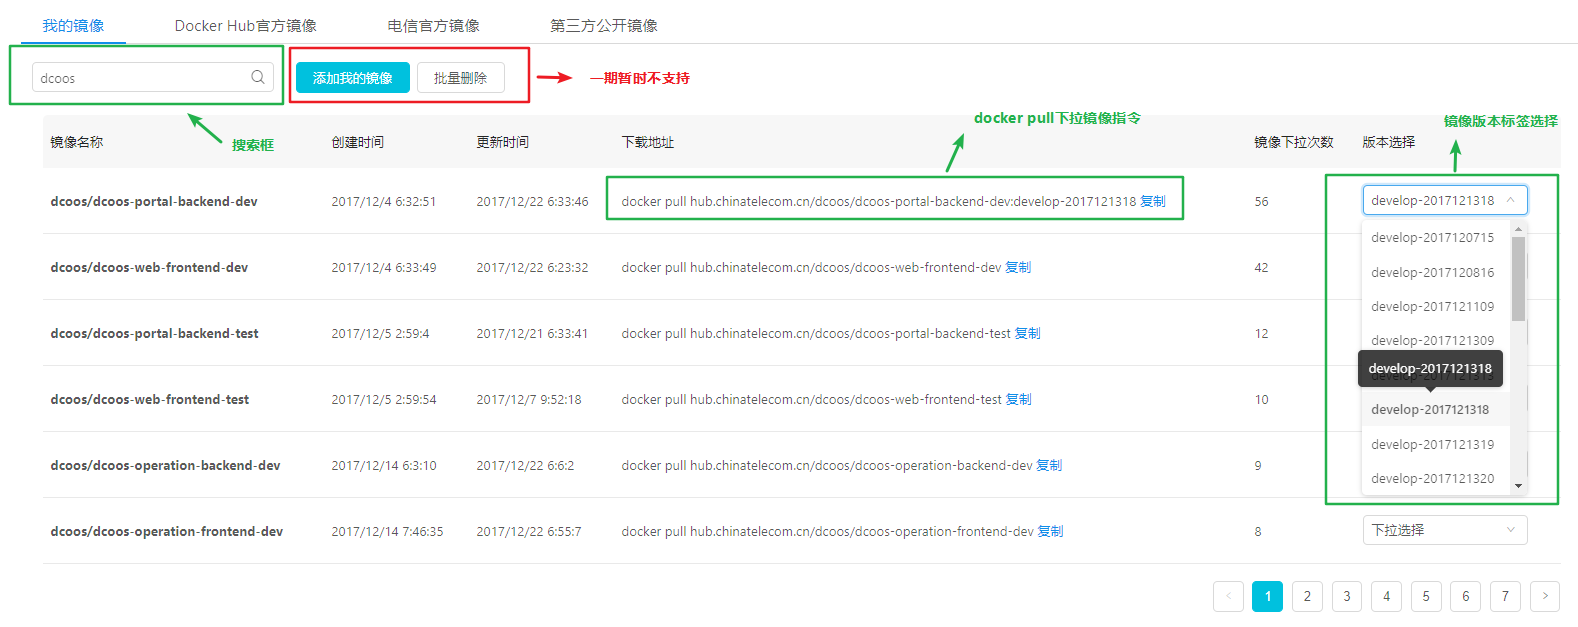 我的镜像 Docker Hub官方镜像 电信官方镜像 第三方公开镜像
dcoos 添加我的镜像 批量删除 一期暂时不支持
docker pull下拉镜像指令 镜像版本标签选择
搜索框
镜像名称 创建时间 更新时间 下载地址 镜像下拉次数 版本选择
dcoos/dcoos-portal-backend-dev 2017/12/4 6:32:51 2017/12/22 6:33:46 docker pull hub.chinatelecom.cn/dcoos/dcoos-portal-backend-dev:develop-2017121318 复制 56 develop-2017121318
develop-2017120715
dcoos/dcoos-web-frontend-dev 2017/12/4 6:33:49 2017/12/22 6:23:32 docker pull hub.chinatelecom.cn/dcoos/dcoos-web-frontend-dev 复制 42 develop-2017120816
develop-2017121109
dcoos/dcoos-portal-backend-test 2017/12/5 2:59:4 2017/12/21 6:33:41 docker pull hub.chinatelecom.cn/dcoos/dcoos-portal-backend-test 复制 12 develop-2017121309
develop-2017121318
dcoos/dcoos-web-frontend-test 2017/12/5 2:59:54 2017/12/7 9:52:18 docker pull hub.chinatelecom.cn/dcoos/dcoos-web-frontend-test 复制 10 develop-2017121318
develop-2017121319
dcoos/dcoos-operation-backend-dev 2017/12/14 6:3:10 2017/12/22 6:6:2 docker pull hub.chinatelecom.cn/dcoos/dcoos-operation-backend-dev 复制 9 develop-2017121320
dcoos/dcoos-operation-frontend-dev 2017/12/14 7:46:35 2017/12/22 6:55:7 docker pull hub.chinatelecom.cn/dcoos/dcoos-operation-frontend-dev 复制 8 下拉选择
< 1 2 3 4 5 6 7 >